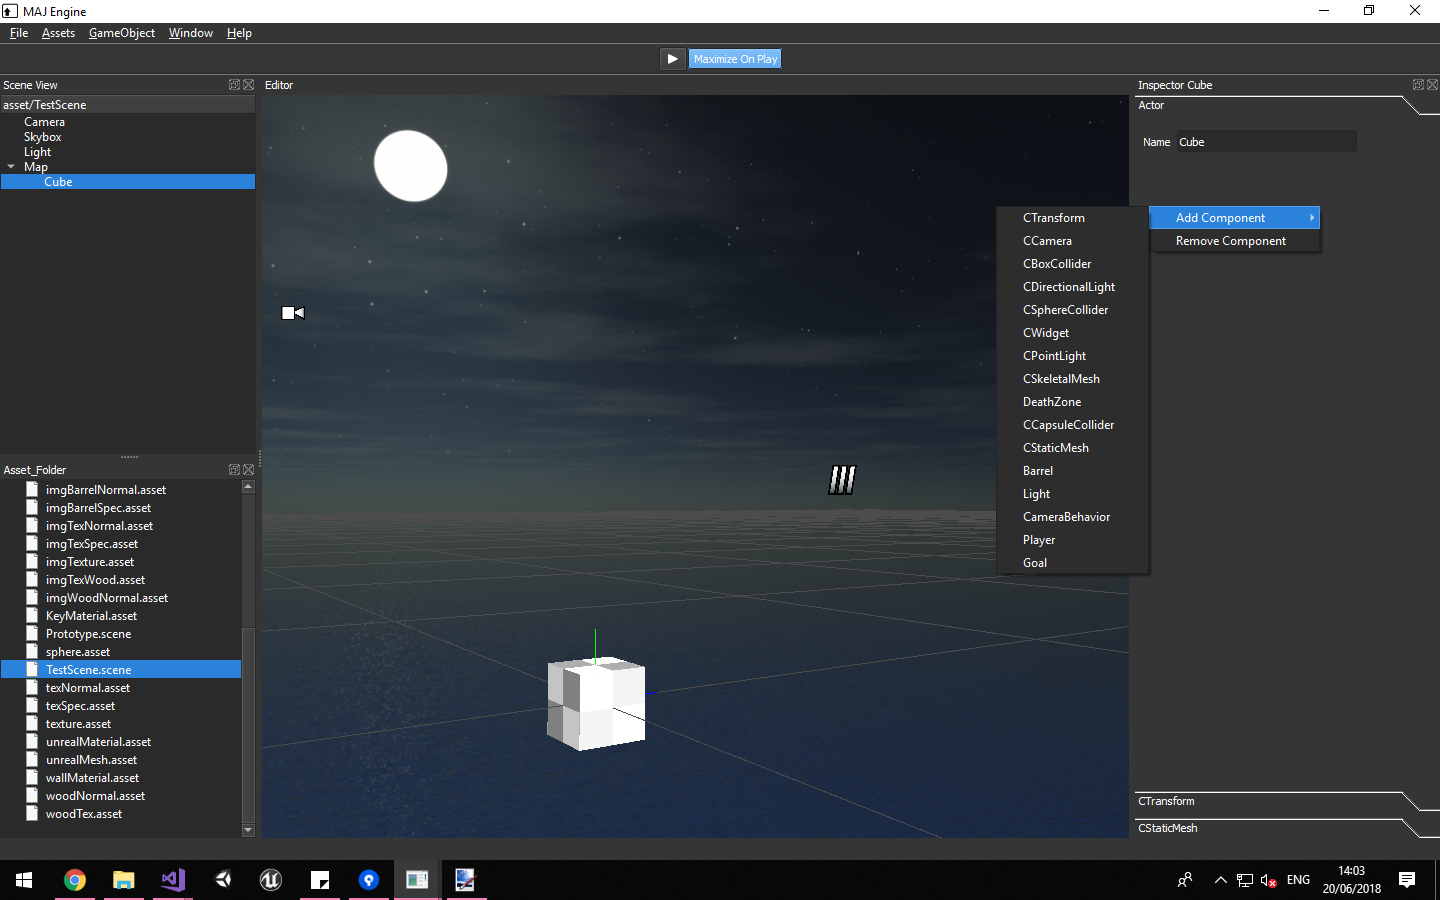 MAJ Engine
File Assets GameObject Window Help
Maximize On Play
Scene View
asset/TestScene
Camera
Skybox
Light
Map
Cube
Asset_Folder
imgBarrelNormal.asset
imgBarrelSpec.asset
imgTexNormal.asset
imgTexSpec.asset
imgTexture.asset
imgTexWood.asset
imgWoodNormal.asset
KeyMaterial.asset
Prototype.scene
sphere.asset
TestScene.scene
texNormal.asset
texSpec.asset
texture.asset
unrealMaterial.asset
unrealMesh.asset
wallMaterial.asset
woodNormal.asset
woodTex.asset
Editor
Inspector Cube
Actor
Name Cube
Add Component
Remove Component
CTransform
CCamera
CBoxCollider
CDirectionalLight
CSphereCollider
CWidget
CPointLight
CSkeletalMesh
DeathZone
CCapsuleCollider
CStaticMesh
Barrel
Light
CameraBehavior
Player
Goal
CTransform
CStaticMesh
ENG
14:03
20/06/2018